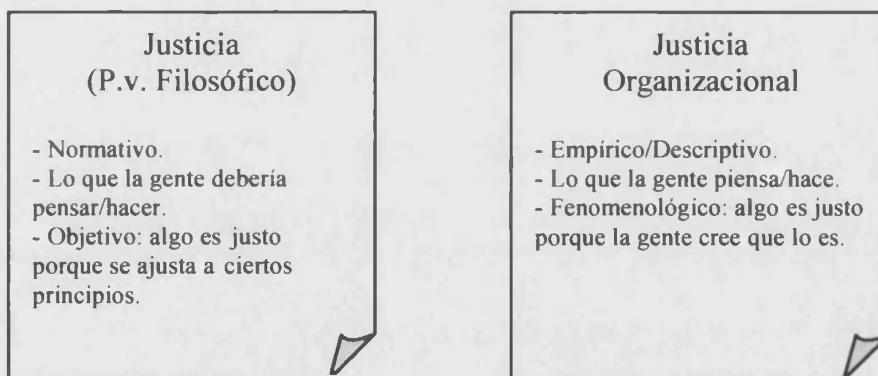 Justicia
(P.v. Filosófico)
- Normativo.
- Lo que la gente debería
pensar/hacer.
- Objetivo: algo es justo
porque se ajusta a ciertos
principios.
Justicia
Organizacional
- Empírico/Descriptivo.
- Lo que la gente piensa/hace.
- Fenomenológico: algo es justo
porque la gente cree que lo es.